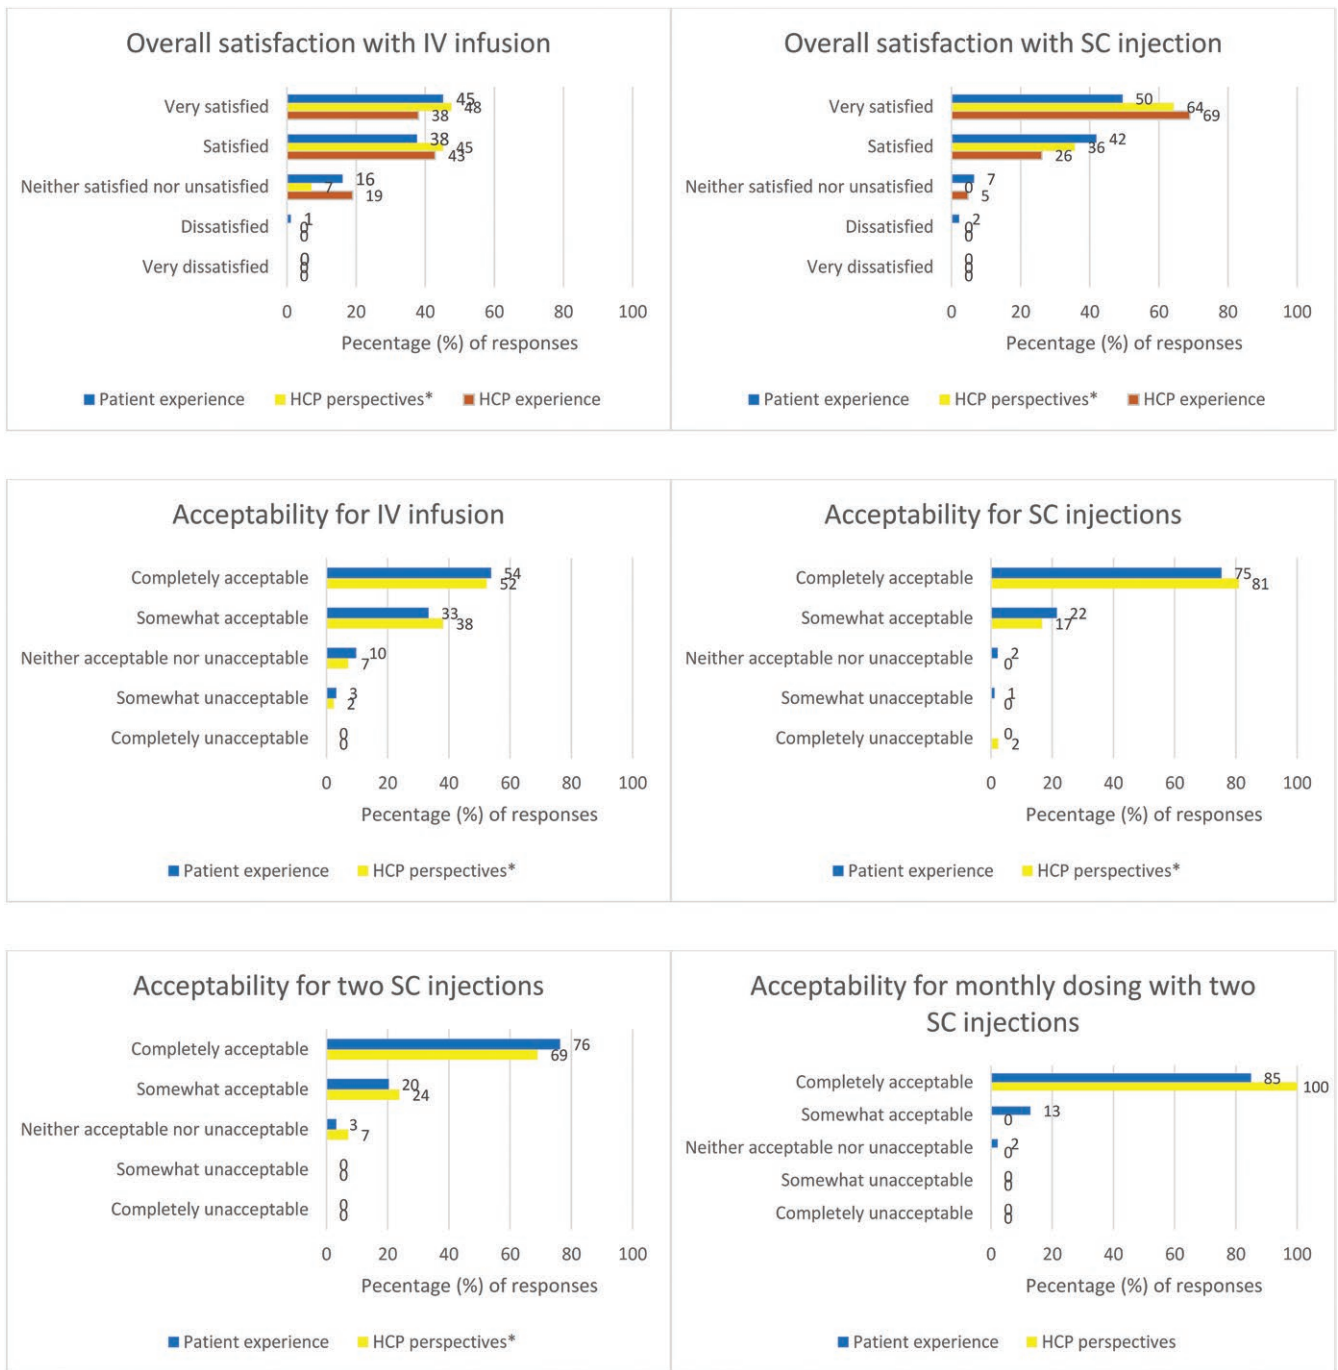 Overall satisfaction with IV infusion
Very satisfied
45
48
38
Satisfied
38
45
43
Neither satisfied nor unsatisfied
16
7
19
Dissatisfied
1
0
0
Very dissatisfied
0
0
0
0 20 40 60 80 100
Pecentage (%) of responses
Patient experience HCP perspectives* HCP experience
Overall satisfaction with SC injection
Very satisfied
50
64
69
Satisfied
42
36
26
Neither satisfied nor unsatisfied
7
0
5
Dissatisfied
2
0
0
Very dissatisfied
0
0
0
0 20 40 60 80 100
Pecentage (%) of responses
Patient experience HCP perspectives* HCP experience
Acceptability for IV infusion
Completely acceptable
54
52
Somewhat acceptable
33
38
Neither acceptable nor unacceptable
10
7
Somewhat unacceptable
3
2
Completely unacceptable
0
0
0 20 40 60 80 100
Pecentage (%) of responses
Patient experience HCP perspectives*
Acceptability for SC injections
Completely acceptable
75
81
Somewhat acceptable
22
17
Neither acceptable nor unacceptable
2
0
Somewhat unacceptable
1
0
Completely unacceptable
0
2
0 20 40 60 80 100
Pecentage (%) of responses
Patient experience HCP perspectives*
Acceptability for two SC injections
Completely acceptable
76
69
Somewhat acceptable
20
24
Neither acceptable nor unacceptable
3
7
Somewhat unacceptable
0
0
Completely unacceptable
0
0
0 20 40 60 80 100
Pecentage (%) of responses
Patient experience HCP perspectives*
Acceptability for monthly dosing with two
SC injections
Completely acceptable
85
100
Somewhat acceptable
13
0
Neither acceptable nor unacceptable
2
0
Somewhat unacceptable
0
0
Completely unacceptable
0
0
0 20 40 60 80 100
Pecentage (%) of responses
Patient experience HCP perspectives